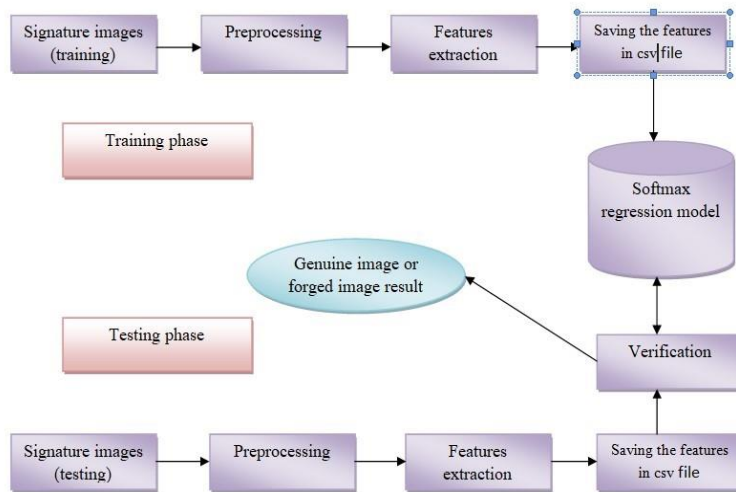 Signature images
(training)
Preprocessing
Features
extraction
Saving the features
in csv file
Training phase
Softmax
regression model
Genuine image or
forged image result
Testing phase
Verification
Signature images
(testing)
Preprocessing
Features
extraction
Saving the features
in csv file